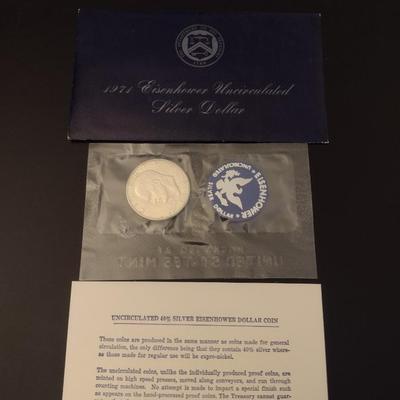 1971 Eisenhower Uncirculated
Silver Dollar
EISENHOWER
UNCIRCULATED
SILVER DOLLAR
UNITED STATES MINT
UNCIRCULATED 40% SILVER EISENHOWER DOLLAR COIN
These coins are produced in the same manner as coins made for general
circulation, the only difference being that they contain 40% silver where-
as those made for regular use will be cupro-nickel.
The uncirculated coins, unlike the individually produced proof coins, are
minted on high speed presses, moved along conveyors, and run through
counting machines. No attempt is made to impart a special finish such
as appears on the hand-processed proof coins. The Treasury cannot guar-